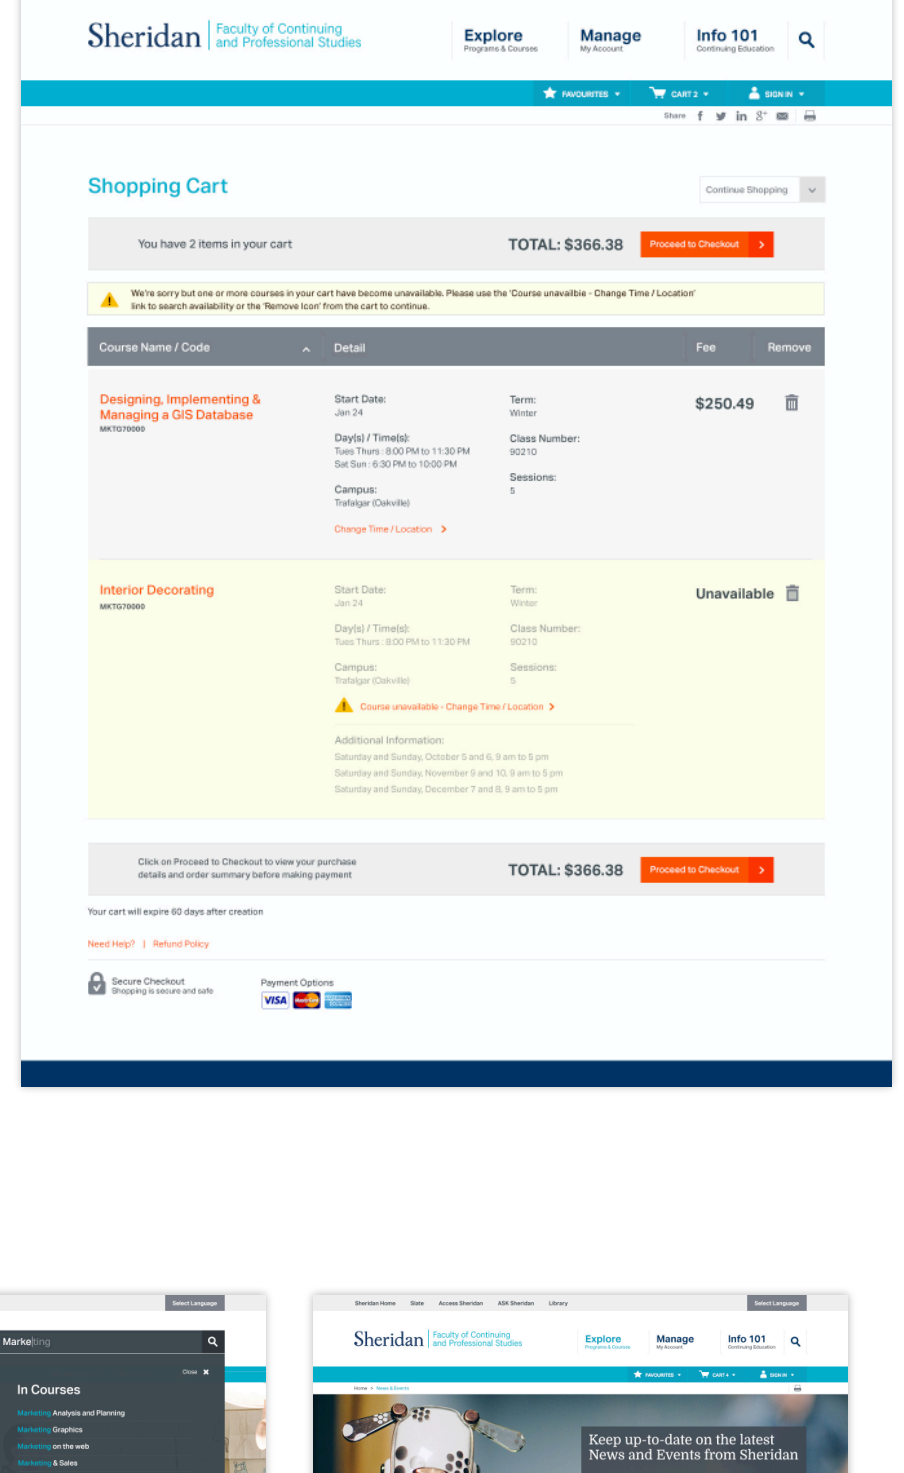 Sheridan | Faculty of Continuing
and Professional Studies
Explore
Programs & Courses
Manage
My Account
Info 101
Continuing Education
FAVOURITES
CART 2
SIGN IN
Share
Shopping Cart
Continue Shopping
You have 2 items in your cart
TOTAL: $366.38
Proceed to Checkout
We're sorry but one or more courses in your cart have become unavailable. Please use the 'Course unavailbie - Change Time / Location'
link to search availability or the 'Remove Icon' from the cart to continue.
Course Name / Code
Detail
Fee
Remove
Designing, Implementing &
Managing a GIS Database
MKTG70000
Start Date:
Jan 24
Day(s) / Time(s):
Tues Thurs : 8:00 PM to 11:30 PM
Sat Sun : 6:30 PM to 10:00 PM
Campus:
Trafalgar (Oakville)
Change Time / Location
Term:
Winter
Class Number:
90210
Sessions:
5
$250.49
Interior Decorating
MKTG70000
Start Date:
Jan 24
Day(s) / Time(s):
Tues Thurs : 8:00 PM to 11:30 PM
Campus:
Trafalgar (Oakville)
Term:
Winter
Class Number:
90210
Sessions:
5
Unavailable
Course unavailable - Change Time / Location
Additional Information:
Saturday and Sunday, October 5 and 6, 9 am to 5 pm
Saturday and Sunday, November 9 and 10, 9 am to 5 pm
Saturday and Sunday, December 7 and 8, 9 am to 5 pm
Click on Proceed to Checkout to view your purchase
details and order summary before making payment
TOTAL: $366.38
Proceed to Checkout
Your cart will expire 60 days after creation
Need Help? | Refund Policy
Secure Checkout
Shopping is secure and safe
Payment Options
VISA MasterCard
Select Language
Marketing
Close
In Courses
Marketing Analysis and Planning
Marketing Graphics
Marketing on the web
Marketing & Sales
Sheridan Home Slate Access Sheridan ASK Sheridan Library
Select Language
Sheridan | Faculty of Continuing
and Professional Studies
Explore
Programs & Courses
Manage
My Account
Info 101
Continuing Education
FAVOURITES
CART 4
SIGN IN
Home > News & Events
Keep up-to-date on the latest
News and Events from Sheridan